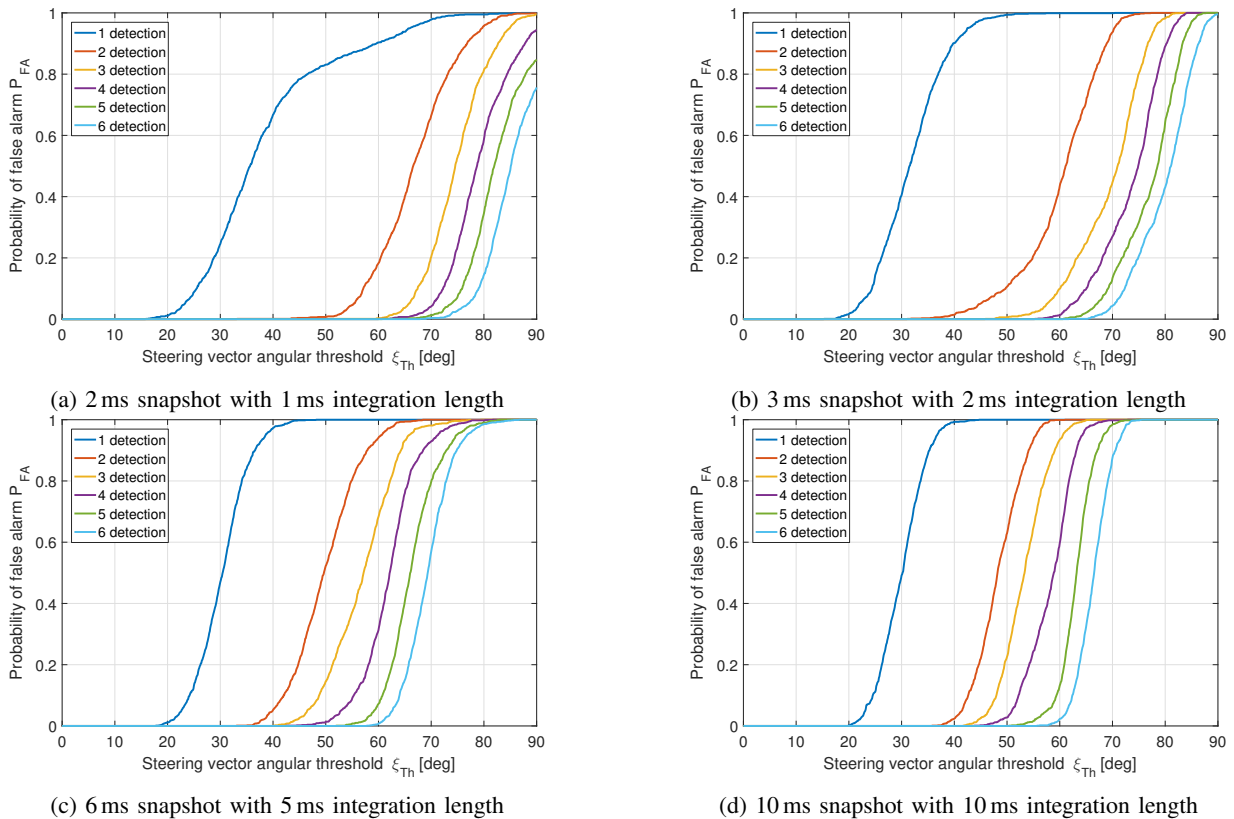 1 detection
2 detection
3 detection
4 detection
5 detection
6 detection
Probability of false alarm P_FA
1
0.8
0.6
0.4
0.2
0
0 10 20 30 40 50 60 70 80 90
Steering vector angular threshold ξ_Th [deg]
(a) 2 ms snapshot with 1 ms integration length
1 detection
2 detection
3 detection
4 detection
5 detection
6 detection
Probability of false alarm P_FA
1
0.8
0.6
0.4
0.2
0
0 10 20 30 40 50 60 70 80 90
Steering vector angular threshold ξ_Th [deg]
(b) 3 ms snapshot with 2 ms integration length
1 detection
2 detection
3 detection
4 detection
5 detection
6 detection
Probability of false alarm P_FA
1
0.8
0.6
0.4
0.2
0
0 10 20 30 40 50 60 70 80 90
Steering vector angular threshold ξ_Th [deg]
(c) 6 ms snapshot with 5 ms integration length
1 detection
2 detection
3 detection
4 detection
5 detection
6 detection
Probability of false alarm P_FA
1
0.8
0.6
0.4
0.2
0
0 10 20 30 40 50 60 70 80 90
Steering vector angular threshold ξ_Th [deg]
(d) 10 ms snapshot with 10 ms integration length